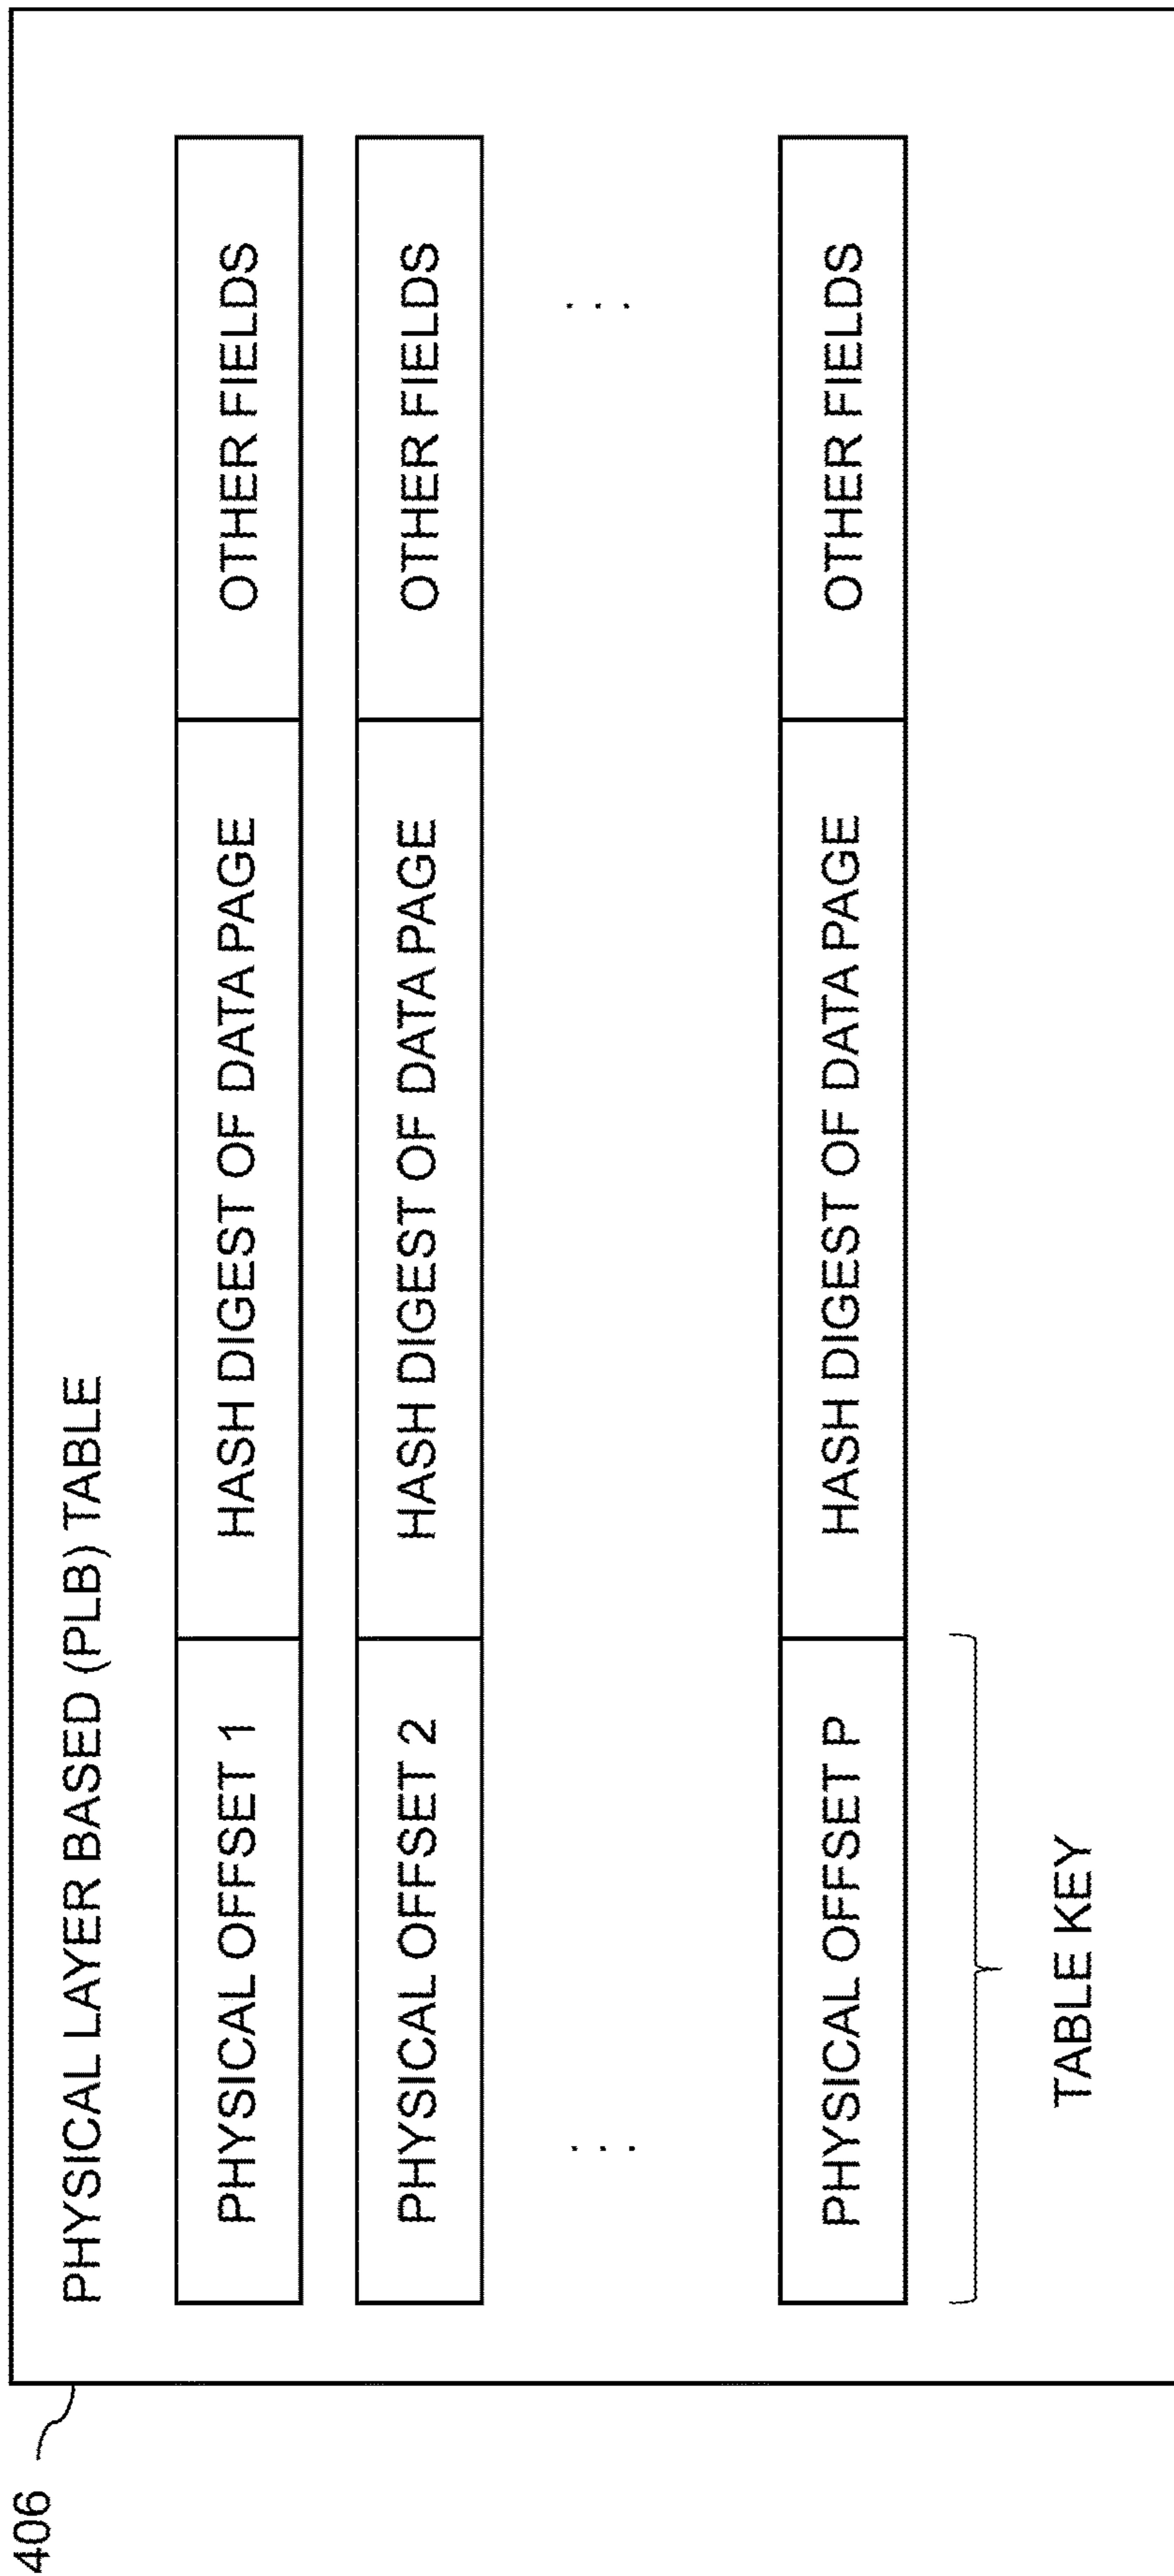 406
PHYSICAL LAYER BASED (PLB) TABLE
PHYSICAL OFFSET 1 HASH DIGEST OF DATA PAGE OTHER FIELDS
PHYSICAL OFFSET 2 HASH DIGEST OF DATA PAGE OTHER FIELDS
... ...
PHYSICAL OFFSET P HASH DIGEST OF DATA PAGE OTHER FIELDS
TABLE KEY